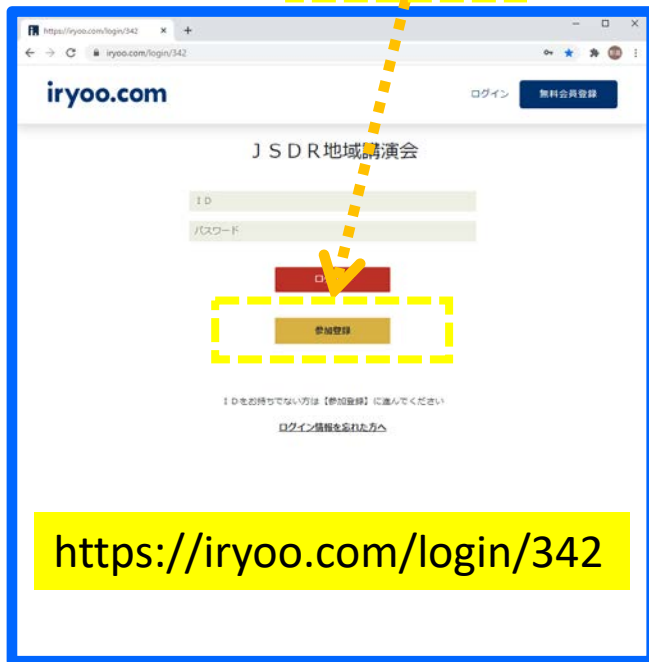 https://iryoo.com/login/342
iryoo.com/login/342
iryoo.com
ログイン
無料会員登録
JSDR地域講演会
ID
パスワード
参加登録
IDをお持ちでない方は【参加登録】に進んでください
ログイン情報を忘れた方へ
https://iryoo.com/login/342